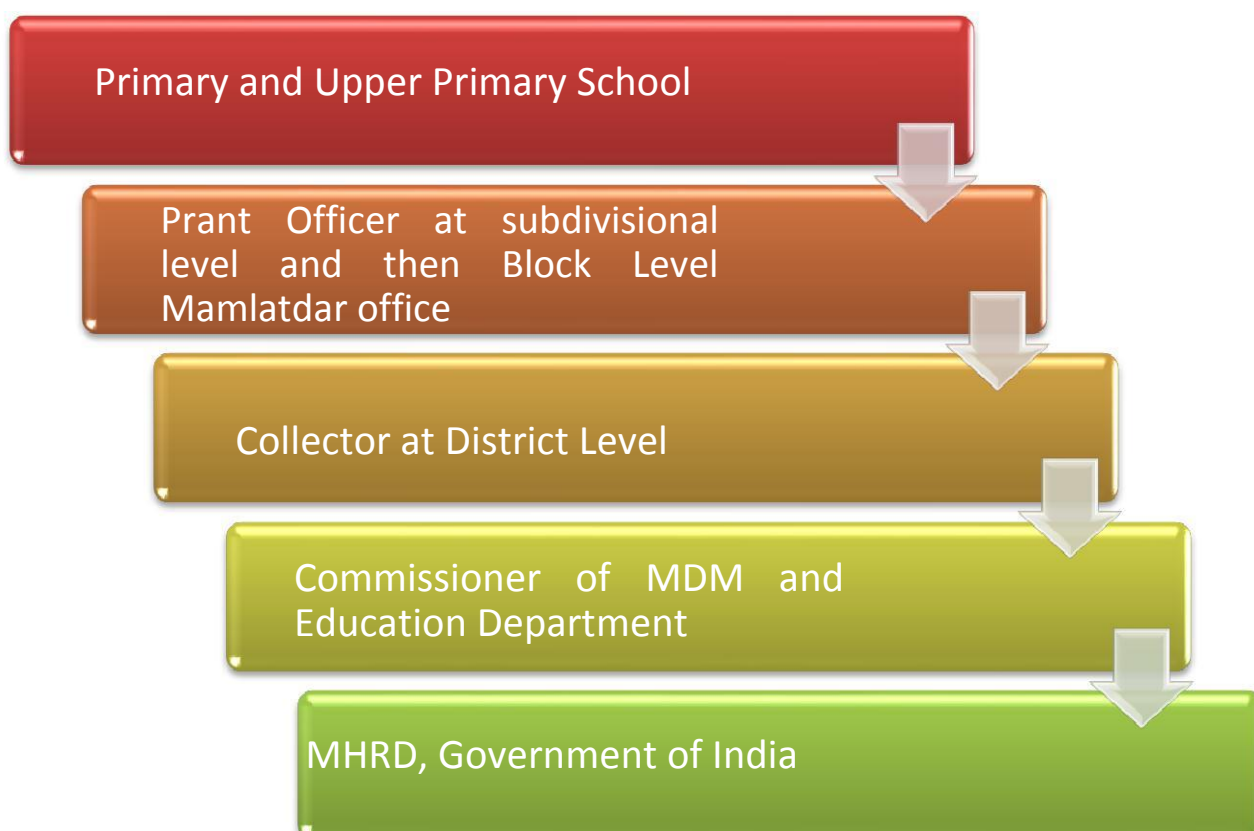 Primary and Upper Primary School
Prant Officer at subdivisional
level and then Block Level
Mamlatdar office
Collector at District Level
Commissioner of MDM and
Education Department
MHRD, Government of India